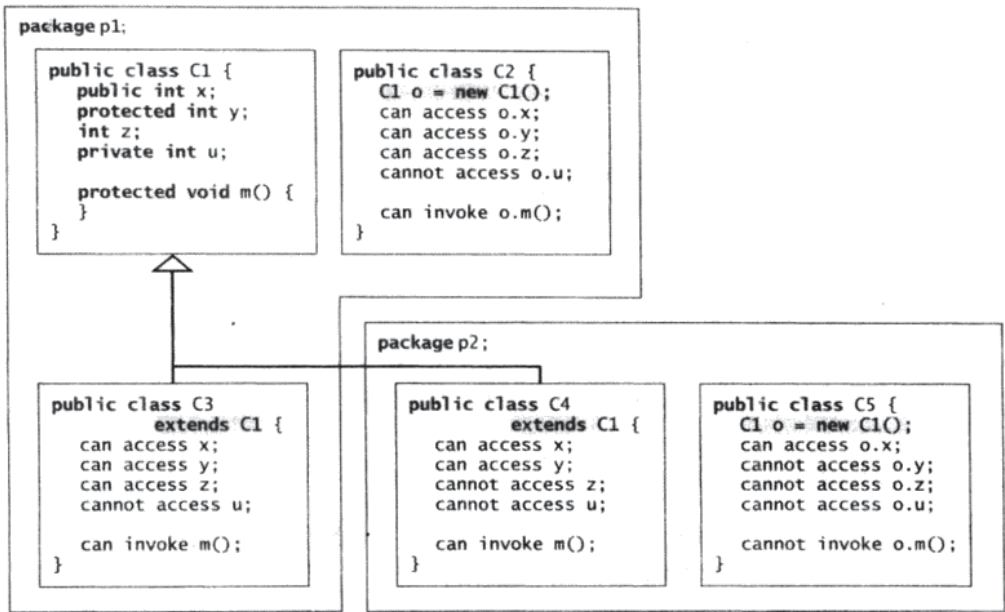 package p1;
public class C1 {
public int x;
protected int y;
int z;
private int u;
protected void m() {
}
}
public class C2 {
C1 o = new C1();
can access o.x;
can access o.y;
can access o.z;
cannot access o.u;
can invoke o.m();
}
public class C3
extends C1 {
can access x;
can access y;
can access z;
cannot access u;
can invoke m();
}
package p2;
public class C4
extends C1 {
can access x;
can access y;
cannot access z;
cannot access u;
can invoke m();
}
public class C5 {
C1 o = new C1();
can access o.x;
cannot access o.y;
cannot access o.z;
cannot access o.u;
cannot invoke o.m();
}